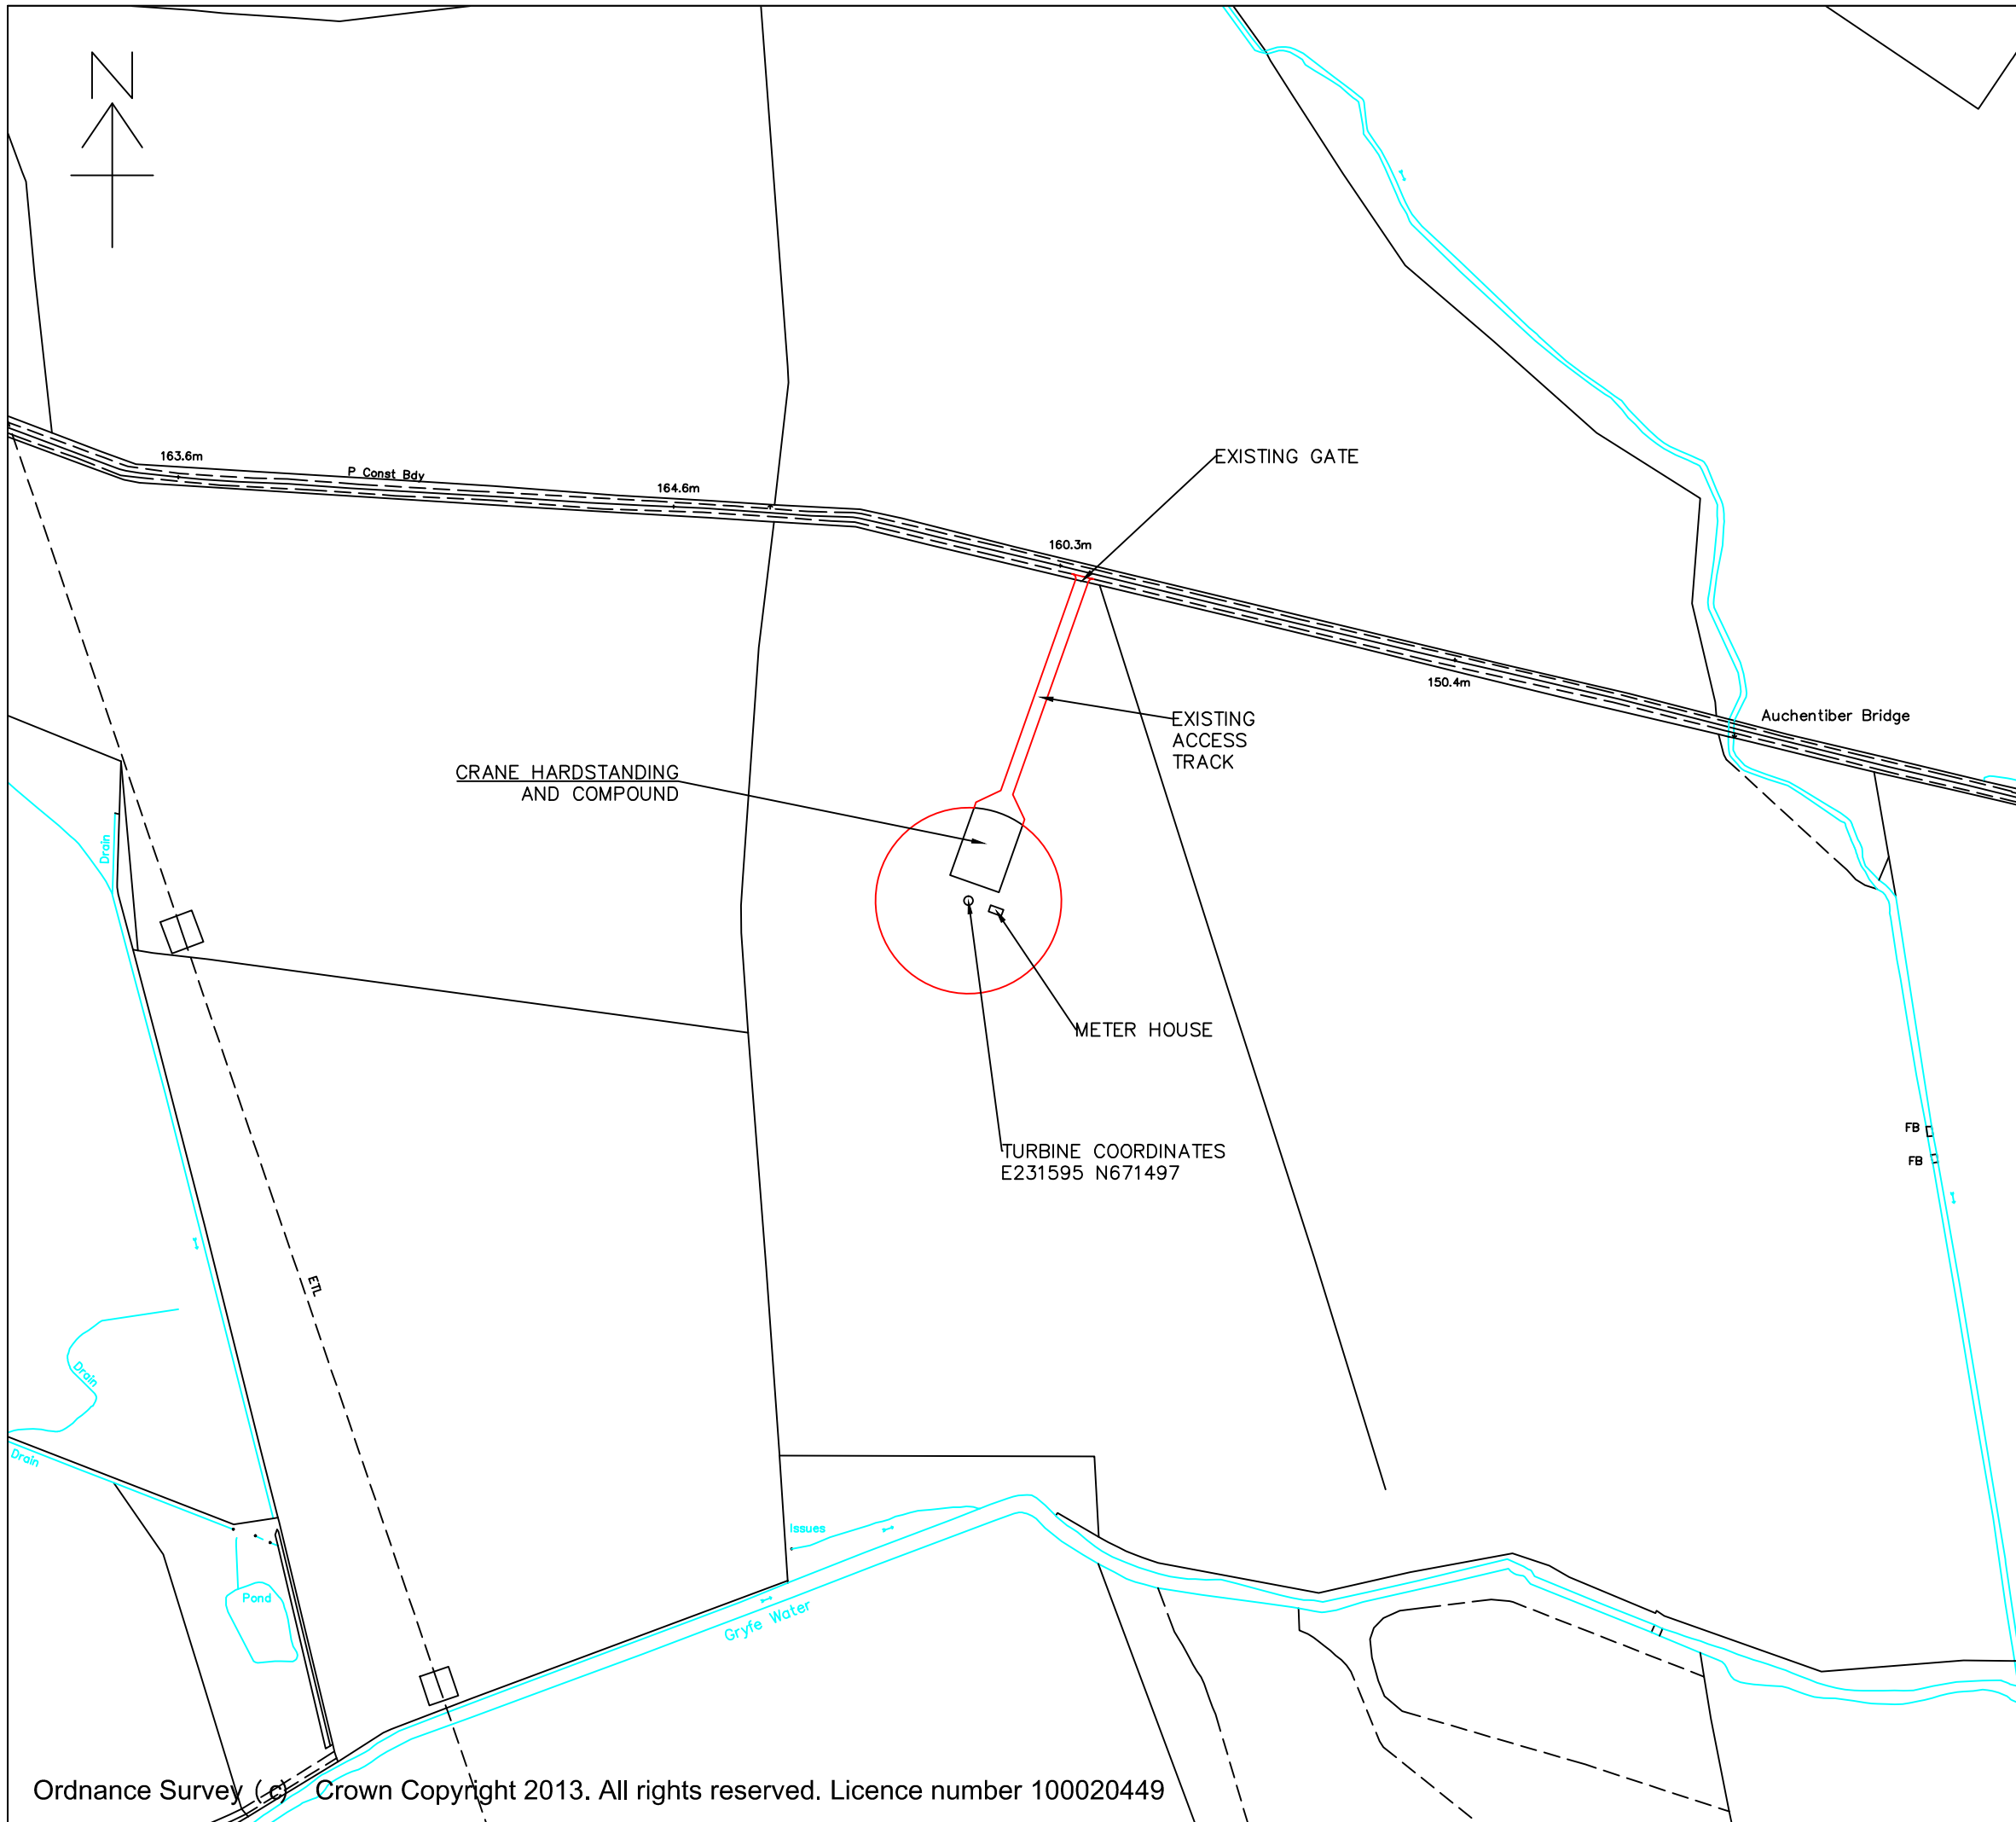 N
163.6m
P Const Bdy
164.6m
EXISTING GATE
160.3m
150.4m
Auchentiber Bridge
EXISTING
ACCESS
TRACK
CRANE HARDSTANDING
AND COMPOUND
Drain
METER HOUSE
FB
TURBINE COORDINATES
FB
E231595 N671497
ETL
Drain
Drain
Issues
Pond
Gryfe Water
Ordnance Survey (c) Crown Copyright 2013. All rights reserved. Licence number 100020449